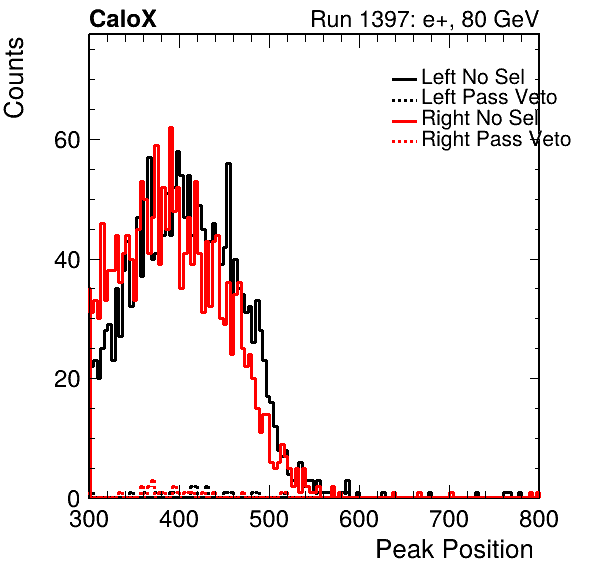 CaloX Run 1397: e+, 80 GeV
Counts
Left No Sel
Left Pass Veto
Right No Sel
Right Pass Veto
60
40
20
0
300 400 500 600 700 800
Peak Position